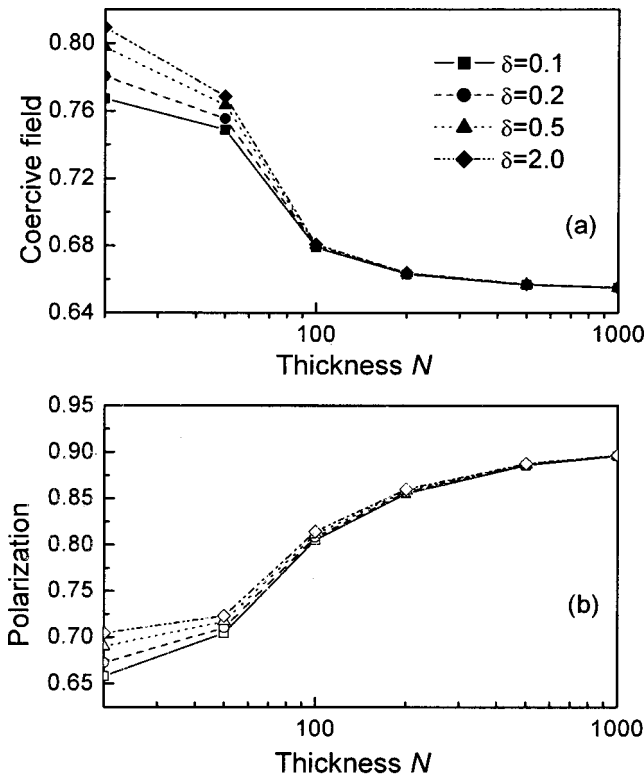 0.80
0.76
0.72
0.68
0.64
Coercive field
δ=0.1
δ=0.2
δ=0.5
δ=2.0
(a)
100
1000
Thickness N
0.95
0.90
0.85
0.80
0.75
0.70
0.65
Polarization
(b)
100
1000
Thickness N